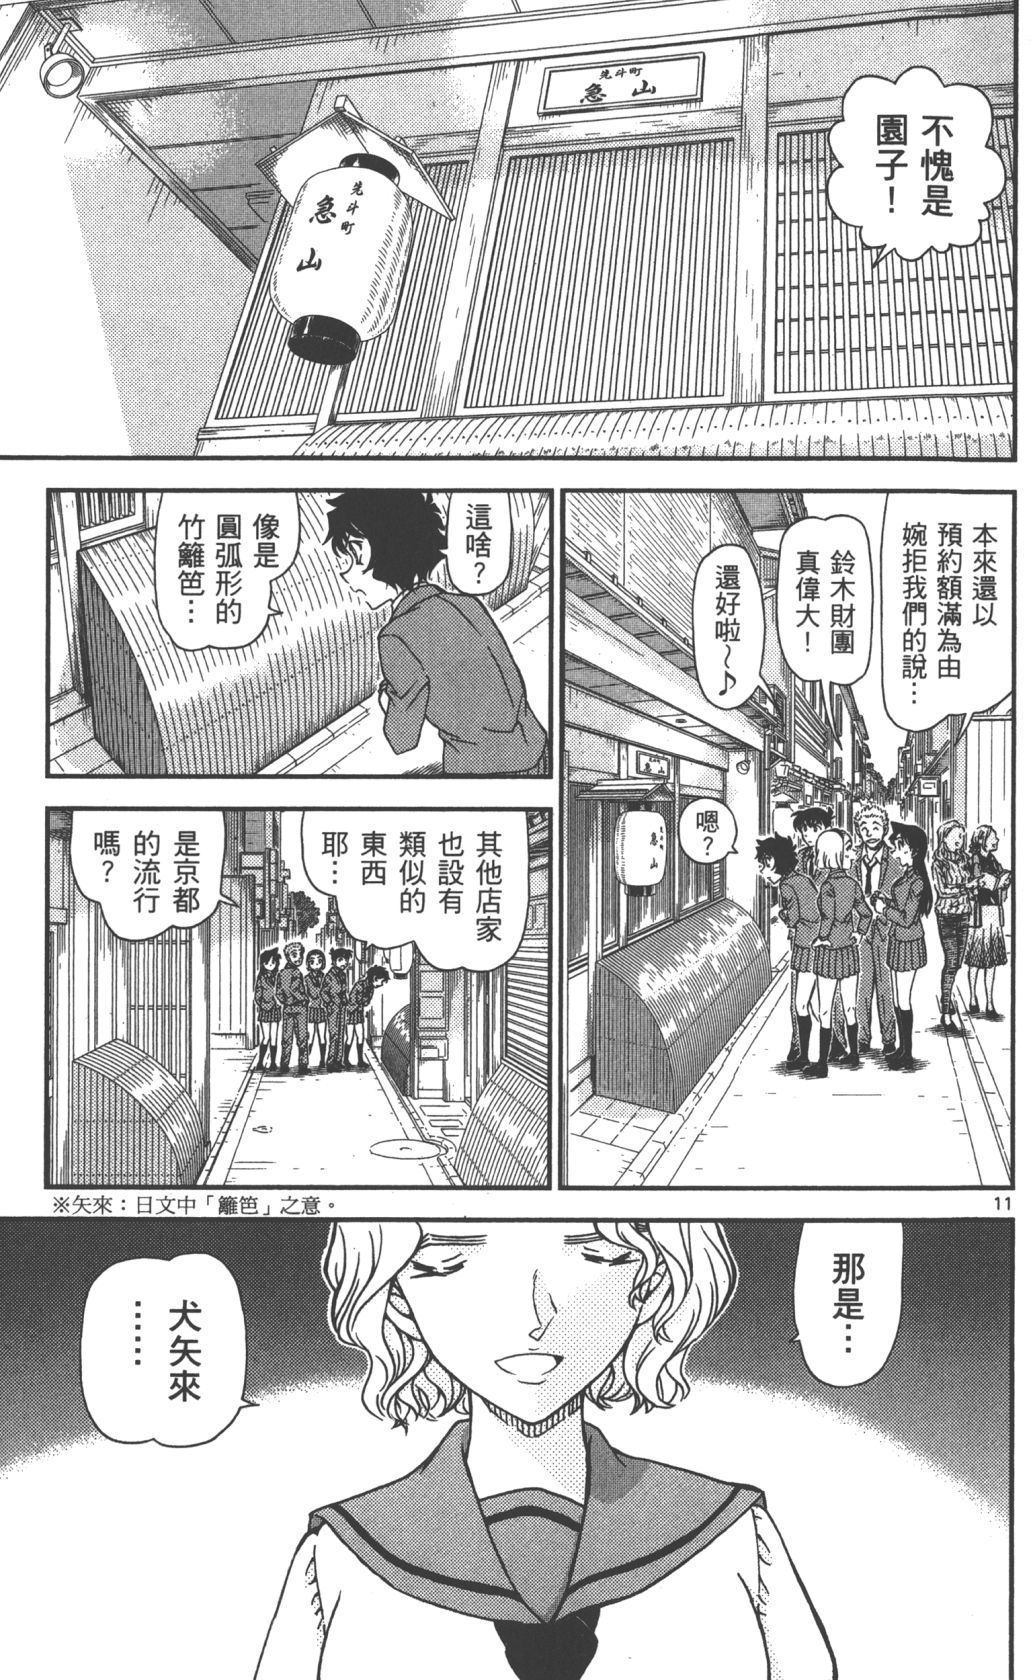 先斗町
急山
先斗町
急山
不愧是
園子！
本來還以
預約額滿為由
婉拒我們的說…
鈴木財團
真偉大！
還好啦～♪
急山
急山
嗯？
這啥？
像是
圓弧形的
竹籬笆…
其他店家
也設有
類似的
東西
耶…
是京都
的流行
嗎？
※矢來：日文中「籬笆」之意。
11
那是…
犬矢來
……